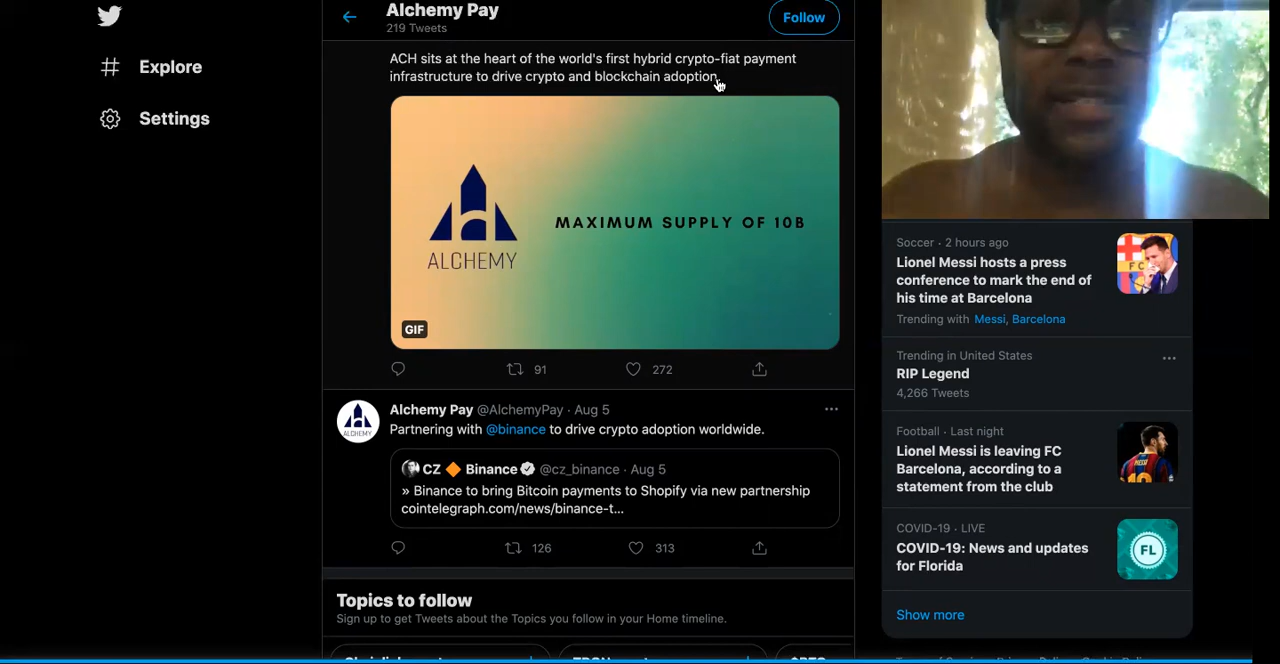 Explore
Settings
Alchemy Pay
219 Tweets
Follow
ACH sits at the heart of the world's first hybrid crypto-fiat payment
infrastructure to drive crypto and blockchain adoption.
ALCHEMY
MAXIMUM SUPPLY OF 10B
GIF
91
272
Alchemy Pay @AlchemyPay · Aug 5
ALCHEMY
Partnering with @binance to drive crypto adoption worldwide.
CZ 🔶 Binance @cz_binance · Aug 5
» Binance to bring Bitcoin payments to Shopify via new partnership
cointelegraph.com/news/binance-t...
126
313
Topics to follow
Sign up to get Tweets about the Topics you follow in your Home timeline.
Soccer · 2 hours ago
Lionel Messi hosts a press
conference to mark the end of
his time at Barcelona
Trending with Messi, Barcelona
Trending in United States
RIP Legend
4,266 Tweets
Football · Last night
Lionel Messi is leaving FC
Barcelona, according to a
statement from the club
COVID-19 · LIVE
COVID-19: News and updates
for Florida
FL
Show more